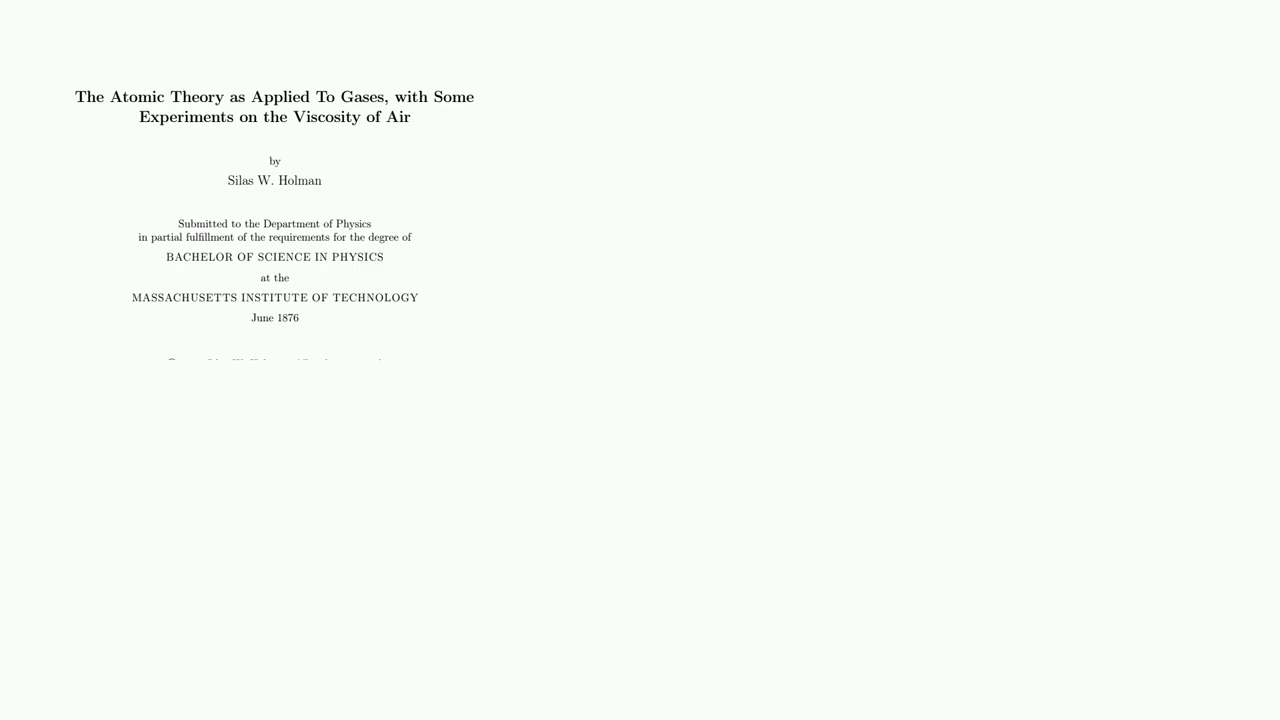 The Atomic Theory as Applied To Gases, with Some
Experiments on the Viscosity of Air
by
Silas W. Holman
Submitted to the Department of Physics
in partial fulfillment of the requirements for the degree of
BACHELOR OF SCIENCE IN PHYSICS
at the
MASSACHUSETTS INSTITUTE OF TECHNOLOGY
June 1876